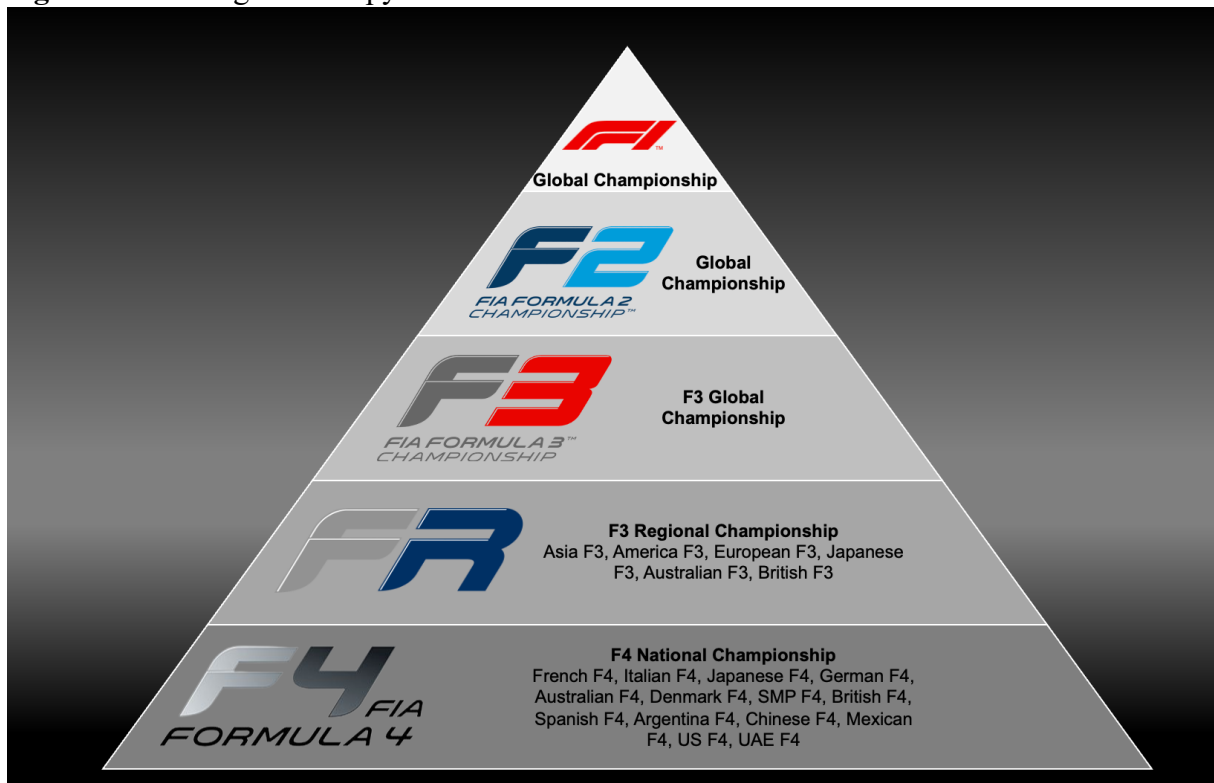 F1™
Global Championship
F2
FIA FORMULA 2
CHAMPIONSHIP™
Global
Championship
F3
FIA FORMULA 3™
CHAMPIONSHIP
F3 Global
Championship
FR
F3 Regional Championship
Asia F3, America F3, European F3, Japanese
F3, Australian F3, British F3
F4
FIA
FORMULA 4
F4 National Championship
French F4, Italian F4, Japanese F4, German F4,
Australian F4, Denmark F4, SMP F4, British F4,
Spanish F4, Argentina F4, Chinese F4, Mexican
F4, US F4, UAE F4